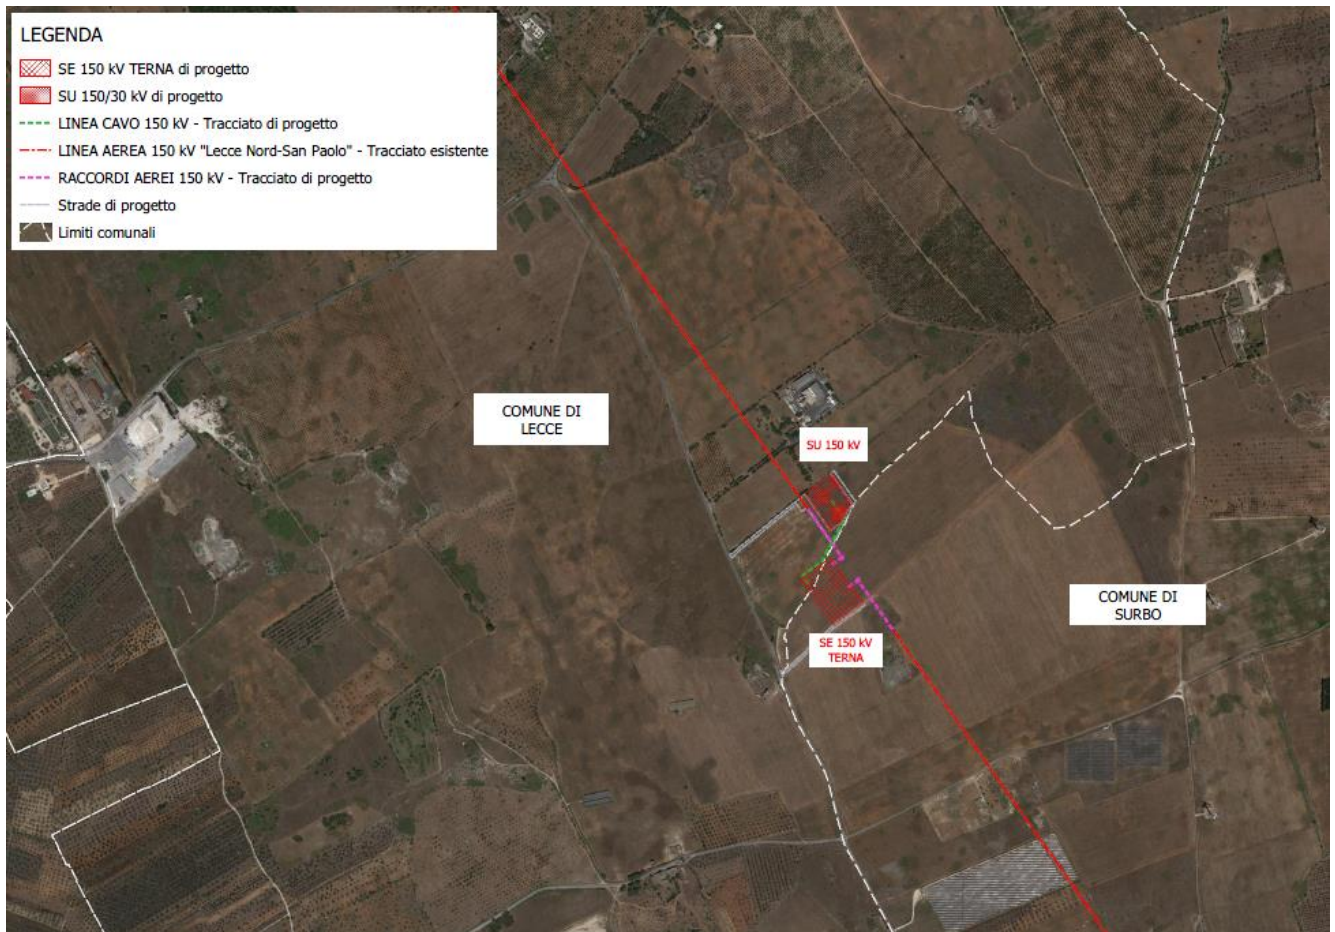 LEGENDA
SE 150 kV TERNA di progetto
SU 150/30 kV di progetto
LINEA CAVO 150 kV - Tracciato di progetto
LINEA AEREA 150 kV "Lecce Nord-San Paolo" - Tracciato esistente
RACCORDI AEREI 150 kV - Tracciato di progetto
Strade di progetto
Limiti comunali
COMUNE DI
LECCE
SU 150 kV
COMUNE DI
SURBO
SE 150 kV
TERNA